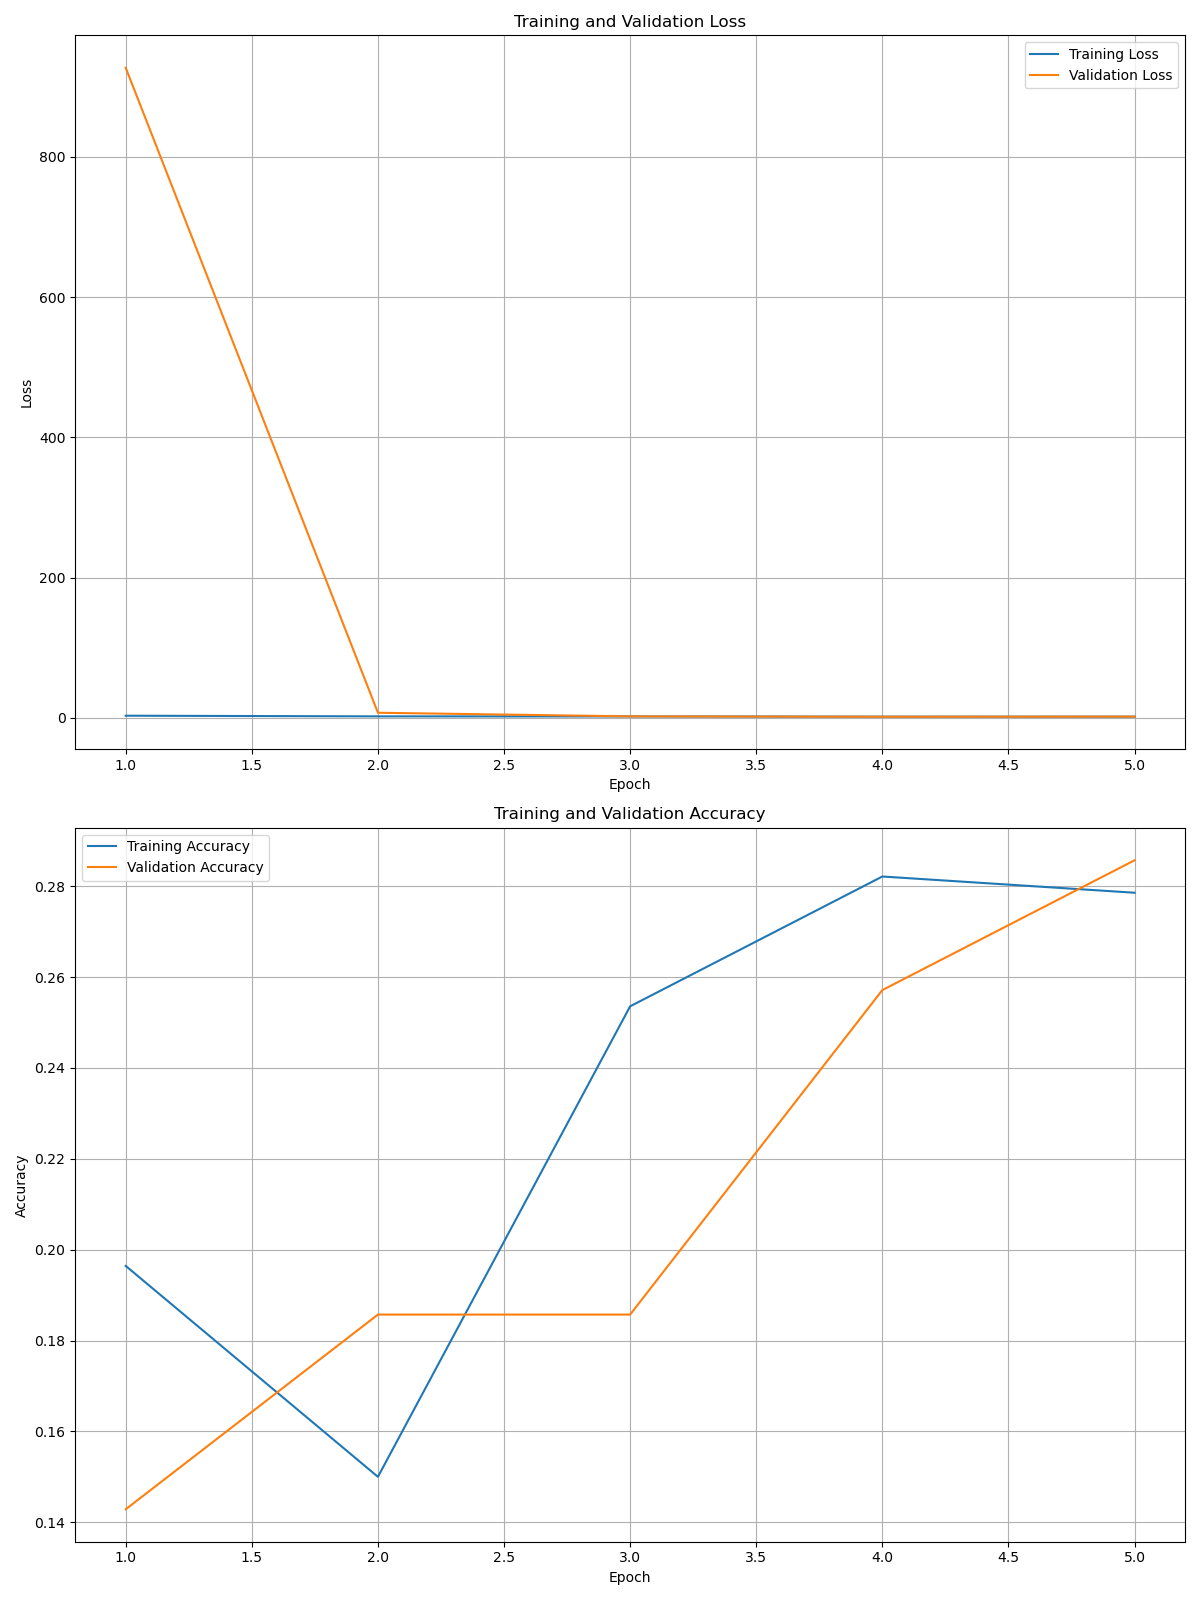 Training and Validation Loss
Training Loss
Validation Loss
800
600
400
200
0
Loss
1.0 1.5 2.0 2.5 3.0 3.5 4.0 4.5 5.0
Epoch
Training and Validation Accuracy
Training Accuracy
Validation Accuracy
0.28
0.26
0.24
0.22
0.20
0.18
0.16
0.14
Accuracy
1.0 1.5 2.0 2.5 3.0 3.5 4.0 4.5 5.0
Epoch